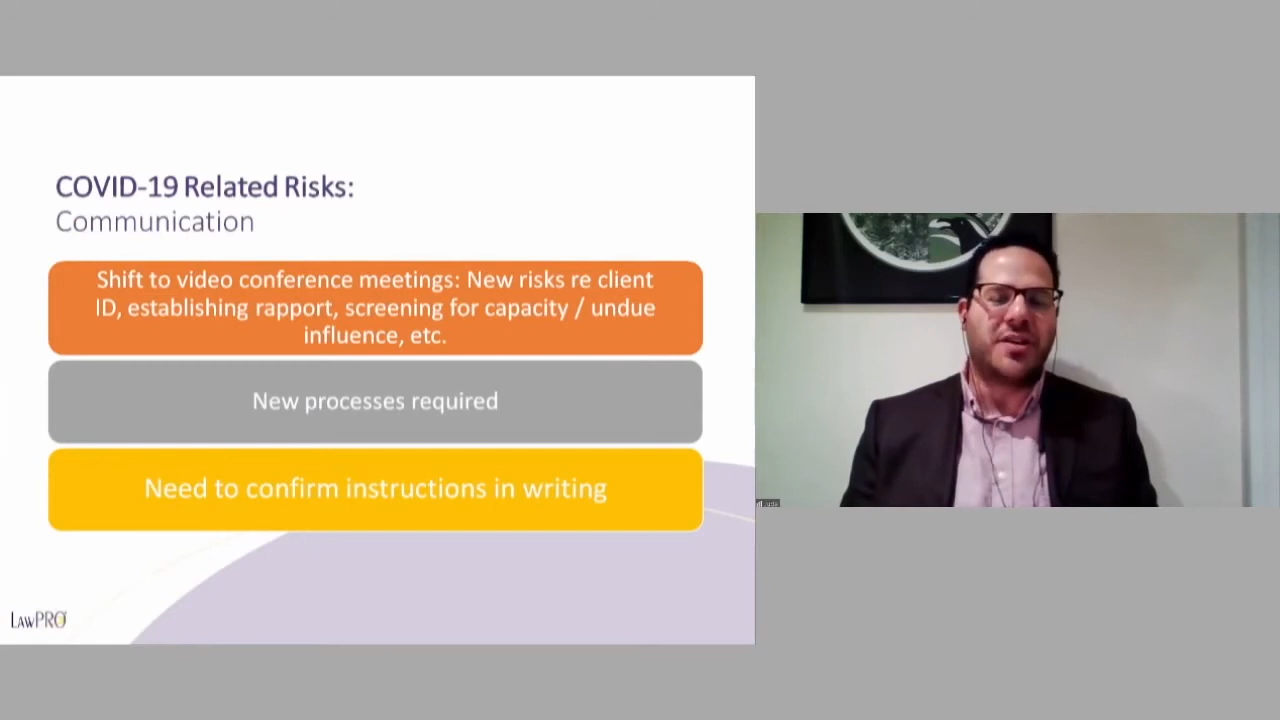 COVID-19 Related Risks:
Communication
Shift to video conference meetings: New risks re client
ID, establishing rapport, screening for capacity / undue
influence, etc.
New processes required
Need to confirm instructions in writing
LAWPRO